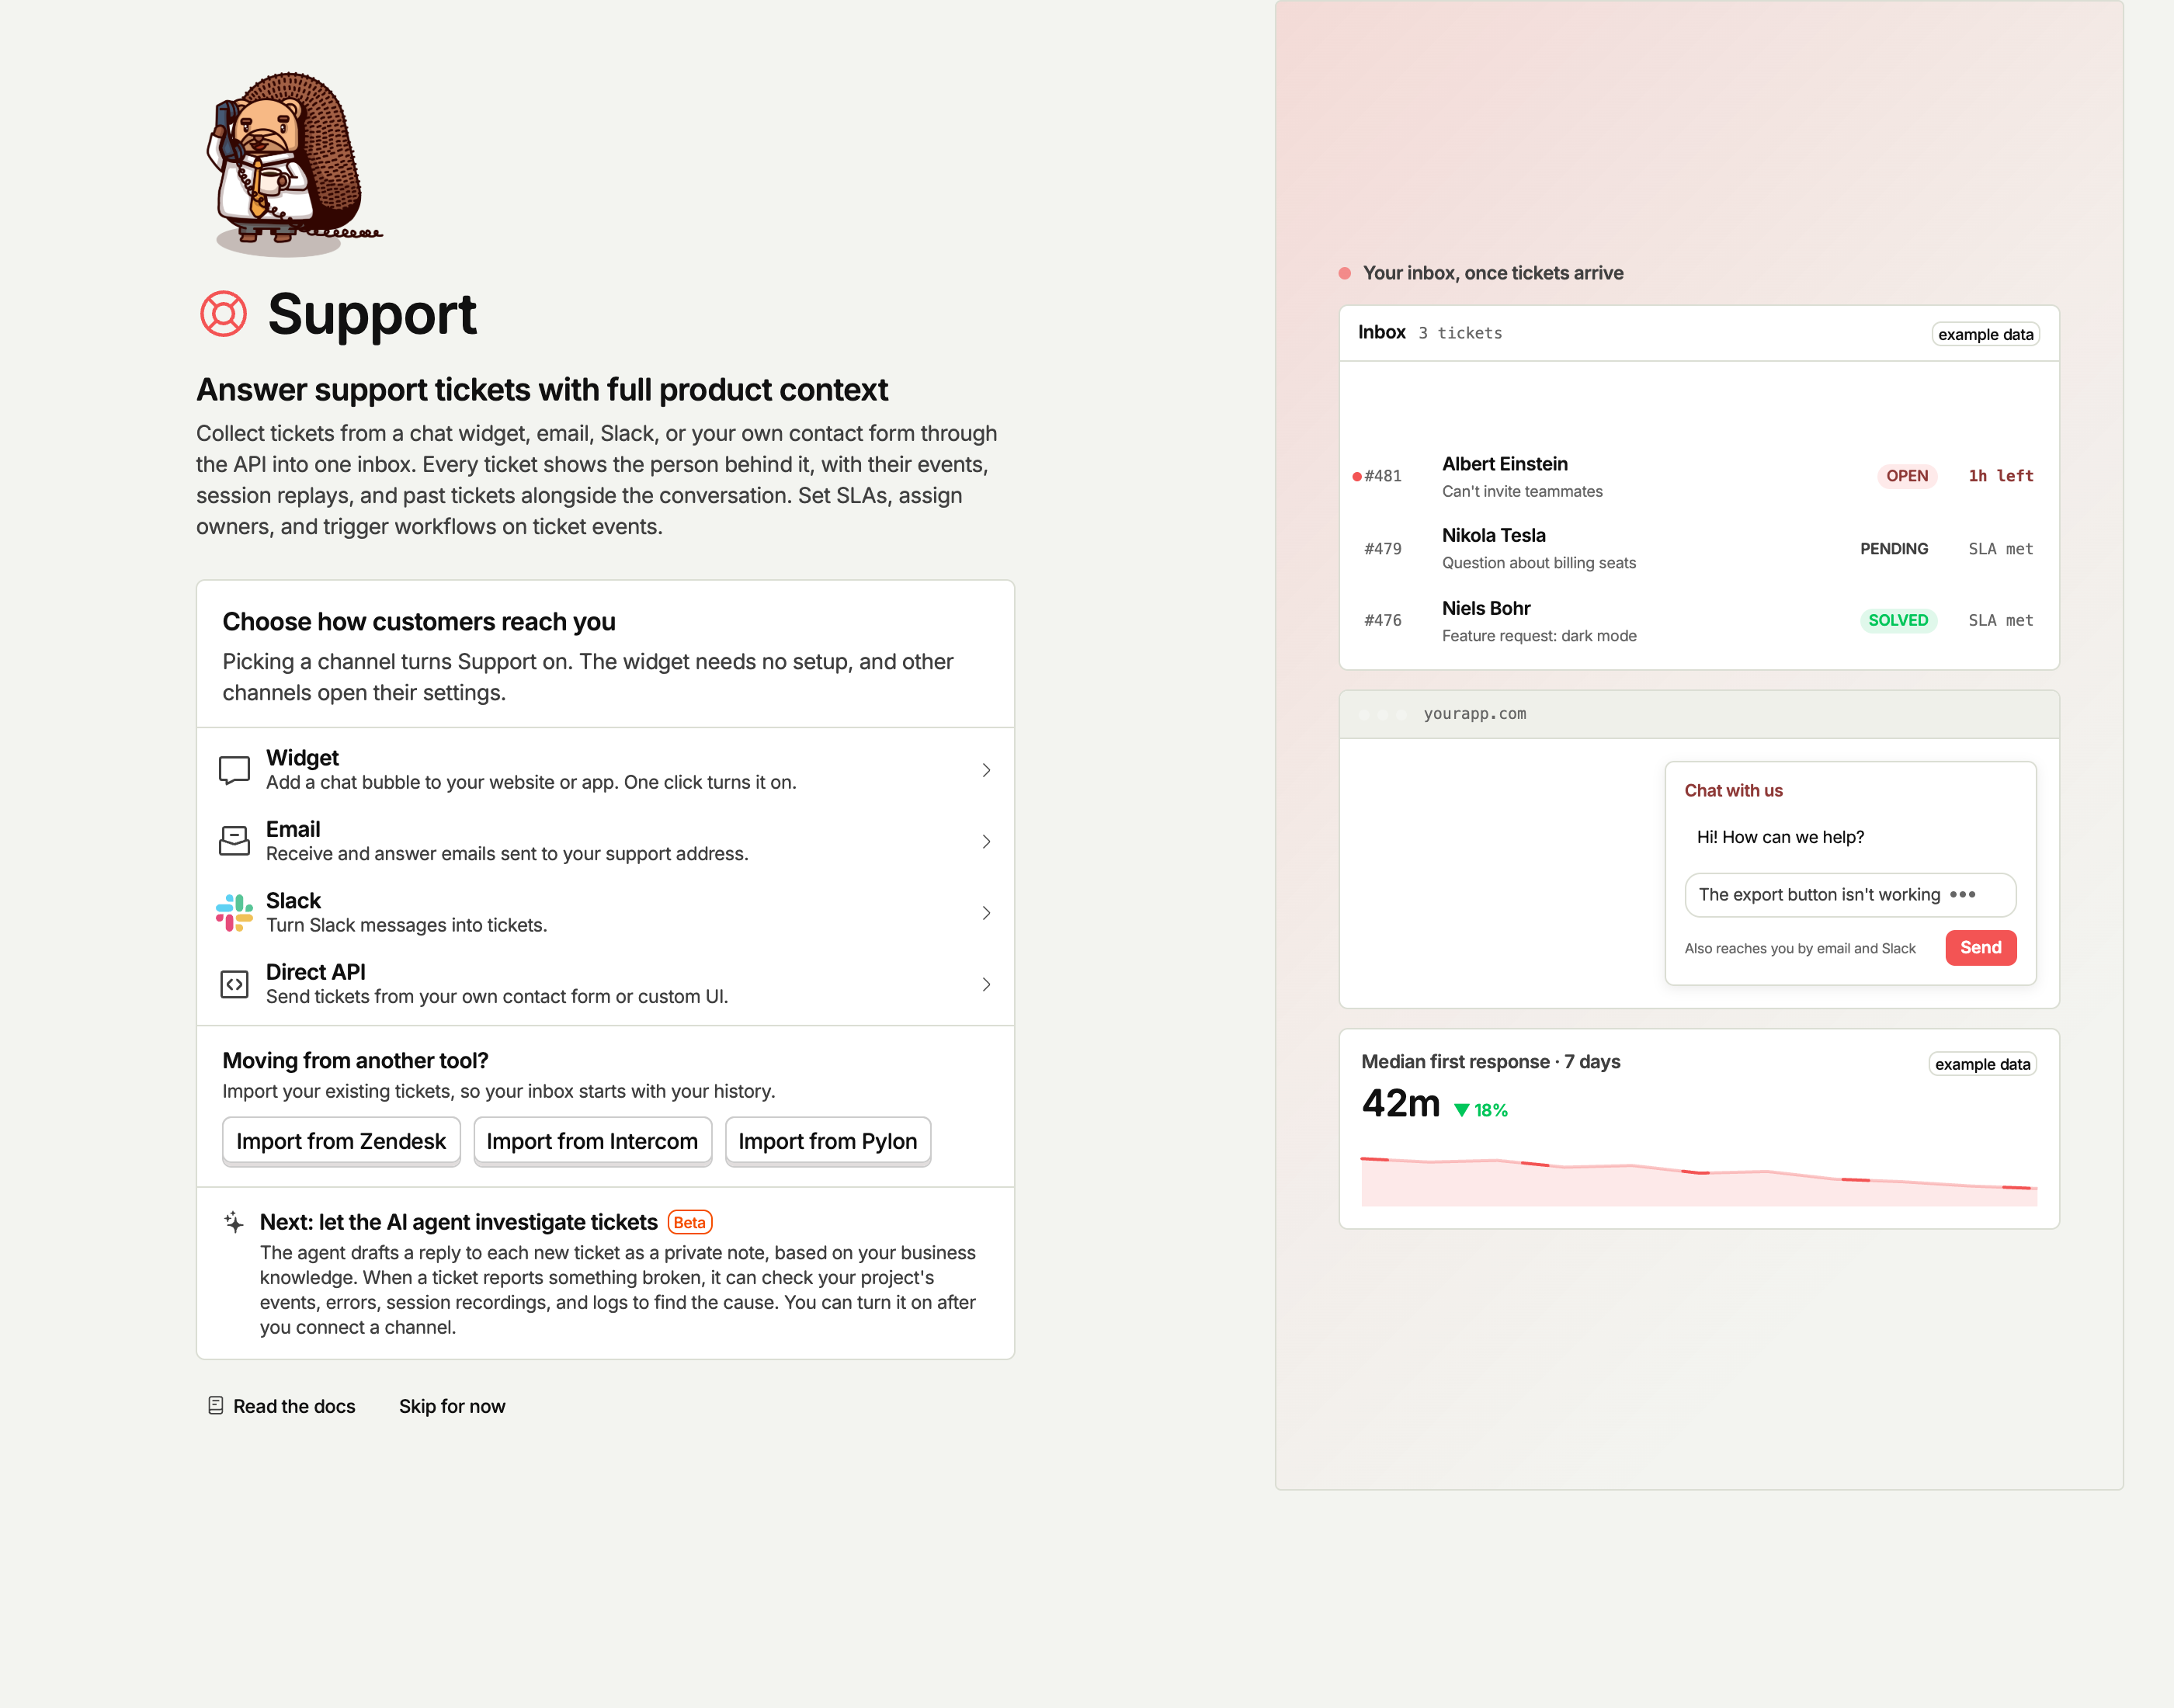 Support
Answer support tickets with full product context
Collect tickets from a chat widget, email, Slack, or your own contact form through
the API into one inbox. Every ticket shows the person behind it, with their events,
session replays, and past tickets alongside the conversation. Set SLAs, assign
owners, and trigger workflows on ticket events.
Choose how customers reach you
Picking a channel turns Support on. The widget needs no setup, and other
channels open their settings.
Widget
Add a chat bubble to your website or app. One click turns it on.
Email
Receive and answer emails sent to your support address.
Slack
Turn Slack messages into tickets.
Direct API
Send tickets from your own contact form or custom UI.
Moving from another tool?
Import your existing tickets, so your inbox starts with your history.
Import from Zendesk Import from Intercom Import from Pylon
Next: let the AI agent investigate tickets Beta
The agent drafts a reply to each new ticket as a private note, based on your business
knowledge. When a ticket reports something broken, it can check your project's
events, errors, session recordings, and logs to find the cause. You can turn it on after
you connect a channel.
Read the docs Skip for now
Your inbox, once tickets arrive
Inbox 3 tickets example data
#481 Albert Einstein OPEN 1h left
Can't invite teammates
#479 Nikola Tesla PENDING SLA met
Question about billing seats
#476 Niels Bohr SOLVED SLA met
Feature request: dark mode
yourapp.com
Chat with us
Hi! How can we help?
The export button isn't working •••
Also reaches you by email and Slack Send
Median first response · 7 days example data
42m ▼ 18%